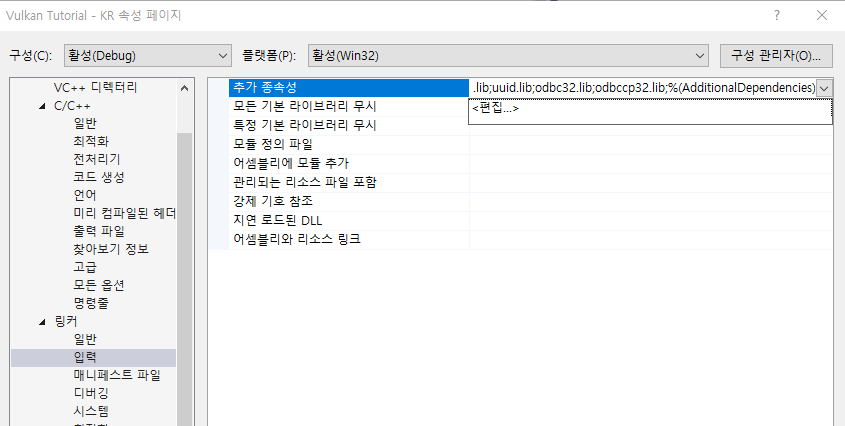 Vulkan Tutorial - KR 속성 페이지
구성(C): 활성(Debug) 플랫폼(P): 활성(Win32) 구성 관리자(O)...
VC++ 디렉터리
C/C++
일반
최적화
전처리기
코드 생성
언어
미리 컴파일된 헤더
출력 파일
찾아보기 정보
고급
모든 옵션
명령줄
링커
일반
입력
매니페스트 파일
디버깅
시스템
추가 종속성 .lib;uuid.lib;odbc32.lib;odbccp32.lib;%(AdditionalDependencies)
모든 기본 라이브러리 무시 <편집...>
특정 기본 라이브러리 무시
모듈 정의 파일
어셈블리에 모듈 추가
관리되는 리소스 파일 포함
강제 기호 참조
지연 로드된 DLL
어셈블리와 리소스 링크